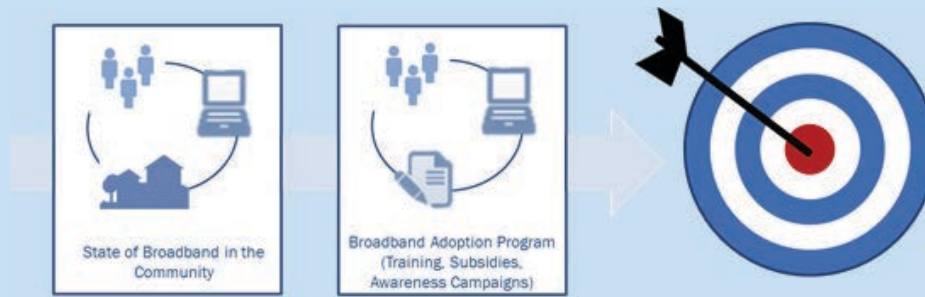 State of Broadband in the
Community
Broadband Adoption Program
(Training, Subsidies,
Awareness Campaigns)